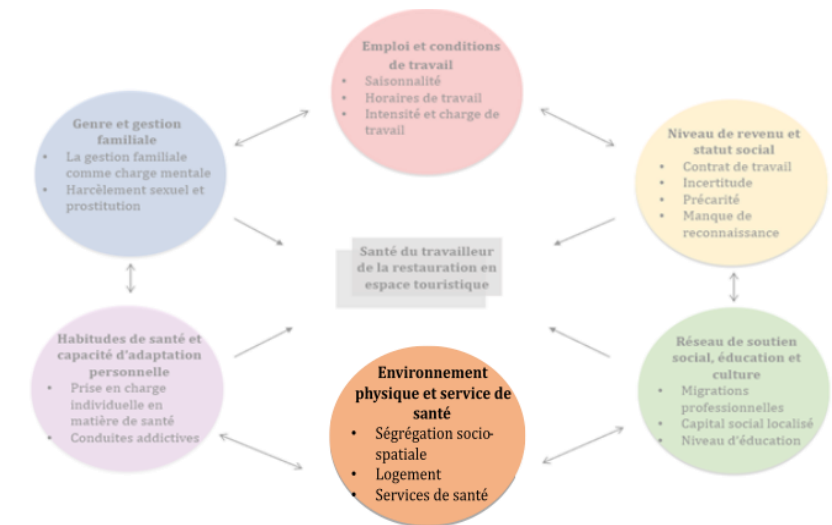 Emploi et conditions
de travail
• Saisonnalité
• Horaires de travail
• Intensité et charge de
travail
Genre et gestion
familiale
• La gestion familiale
comme charge mentale
• Harcèlement sexuel et
prostitution
Niveau de revenu et
statut social
• Contrat de travail
• Incertitude
• Précarité
• Manque de
reconnaissance
Santé du travailleur
de la restauration en
espace touristique
Habitudes de santé et
capacité d'adaptation
personnelle
• Prise en charge
individuelle en
matière de santé
• Conduites addictives
Environnement
physique et service de
santé
• Ségrégation socio-
spatiale
• Logement
• Services de santé
Réseau de soutien
social, éducation et
culture
• Migrations
professionnelles
• Capital social localisé
• Niveau d'éducation